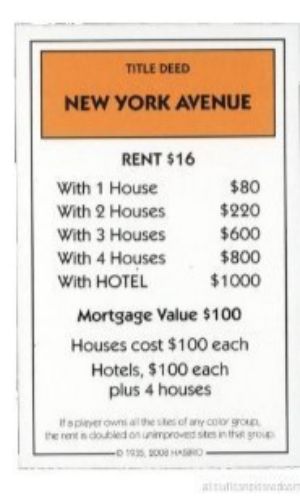 TITLE DEED
NEW YORK AVENUE
RENT $16
With 1 House $80
With 2 Houses $220
With 3 Houses $600
With 4 Houses $800
With HOTEL $1000
Mortgage Value $100
Houses cost $100 each
Hotels, $100 each
plus 4 houses
If a player owns all the sites of any color group,
the rent is doubled on unimproved sites in that group.
© 1935, 2008 HASBRO